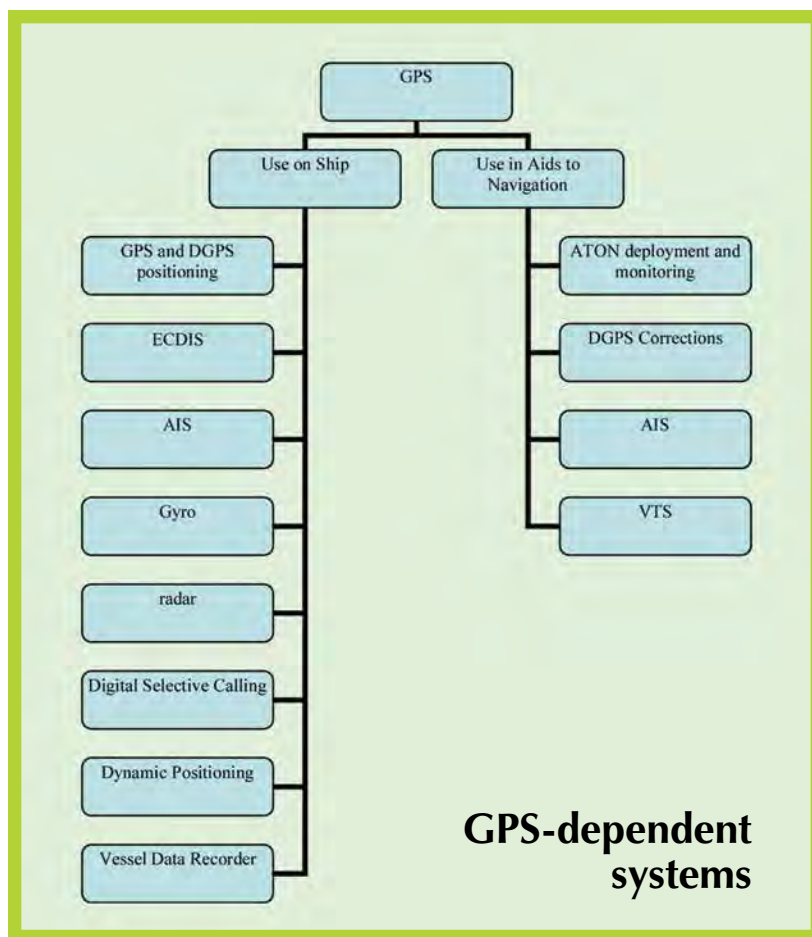 GPS
Use on Ship
Use in Aids to
Navigation
GPS and DGPS
positioning
ECDIS
AIS
Gyro
radar
Digital Selective Calling
Dynamic Positioning
Vessel Data Recorder
ATON deployment and
monitoring
DGPS Corrections
AIS
VTS
GPS-dependent
systems